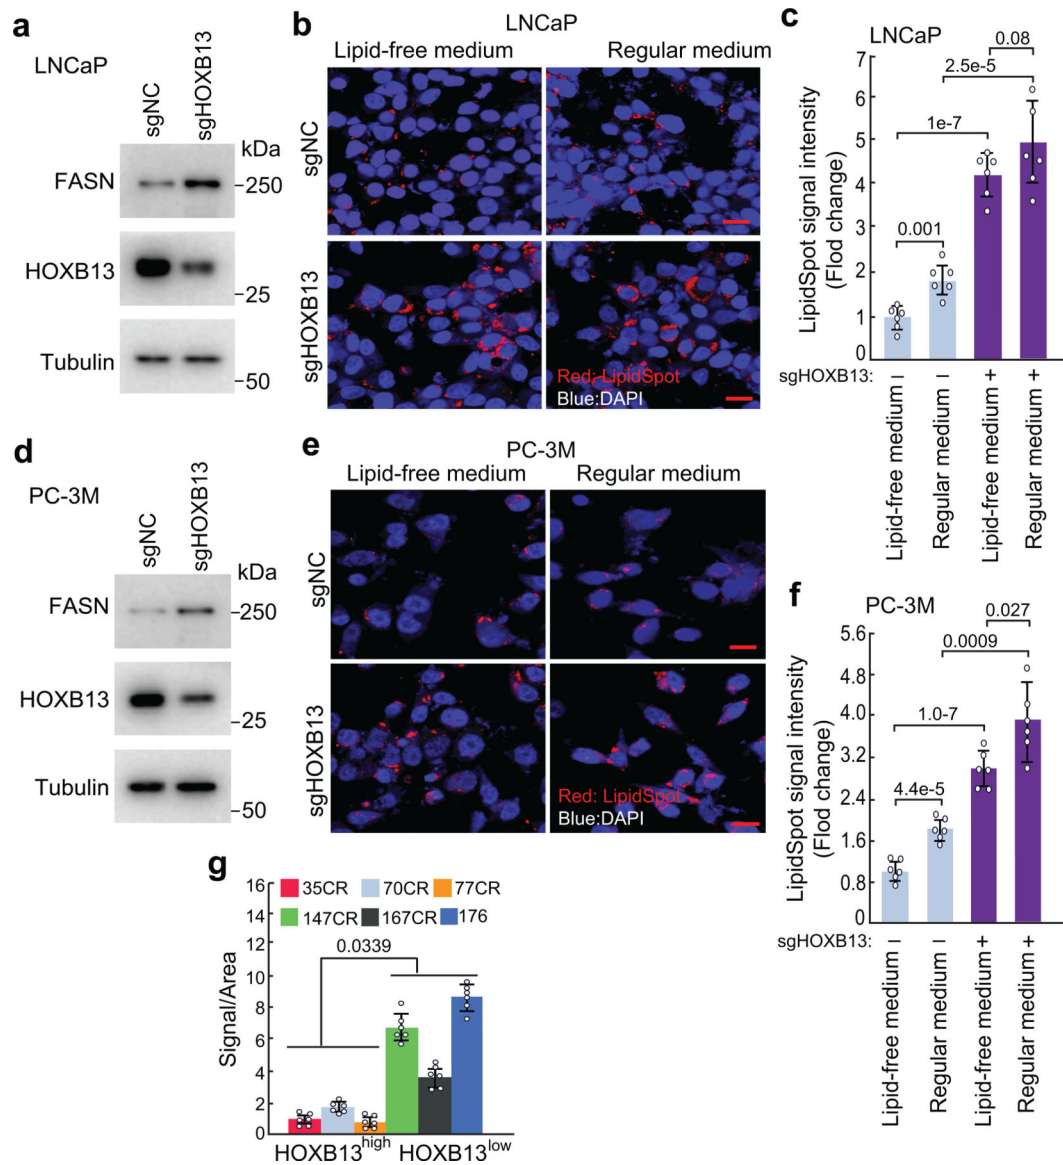 a
LNCaP
sgNC
sgHOXB13
kDa
FASN
-250
HOXB13
-25
Tubulin
-50
b
LNCaP
Lipid-free medium
Regular medium
sgNC
sgHOXB13
Red: LipidSpot
Blue:DAPI
c
LNCaP
0.08
2.5e-5
1e-7
0.001
LipidSpot signal intensity
(Flod change)
7
6
5
4
2
1
0
sgHOXB13: – – + +
Lipid-free medium
Regular medium
Lipid-free medium
Regular medium
d
PC-3M
sgNC
sgHOXB13
kDa
FASN
-250
HOXB13
-25
Tubulin
-50
e
PC-3M
Lipid-free medium
Regular medium
sgNC
sgHOXB13
Red: LipidSpot
Blue:DAPI
f
PC-3M
0.027
0.0009
1.0-7
4.4e-5
LipidSpot signal intensity
(Flod change)
5.6
4.0
3.2
2.4
1.6
0.8
0
sgHOXB13: – – + +
Lipid-free medium
Regular medium
Lipid-free medium
Regular medium
g
35CR 70CR 77CR
147CR 167CR 176
0.0339
Signal/Area
16
14
12
10
8
6
4
2
0
HOXB13high HOXB13low